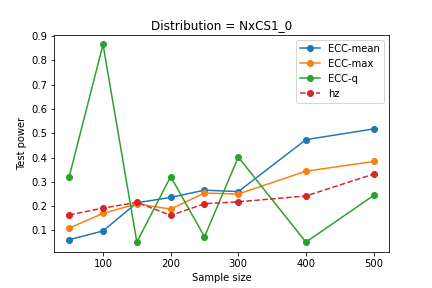 Distribution = NxCS1_0
ECC-mean
ECC-max
ECC-q
hz
0.9
0.8
0.7
0.6
0.5
0.4
0.3
0.2
0.1
Test power
100
200
300
400
500
Sample size